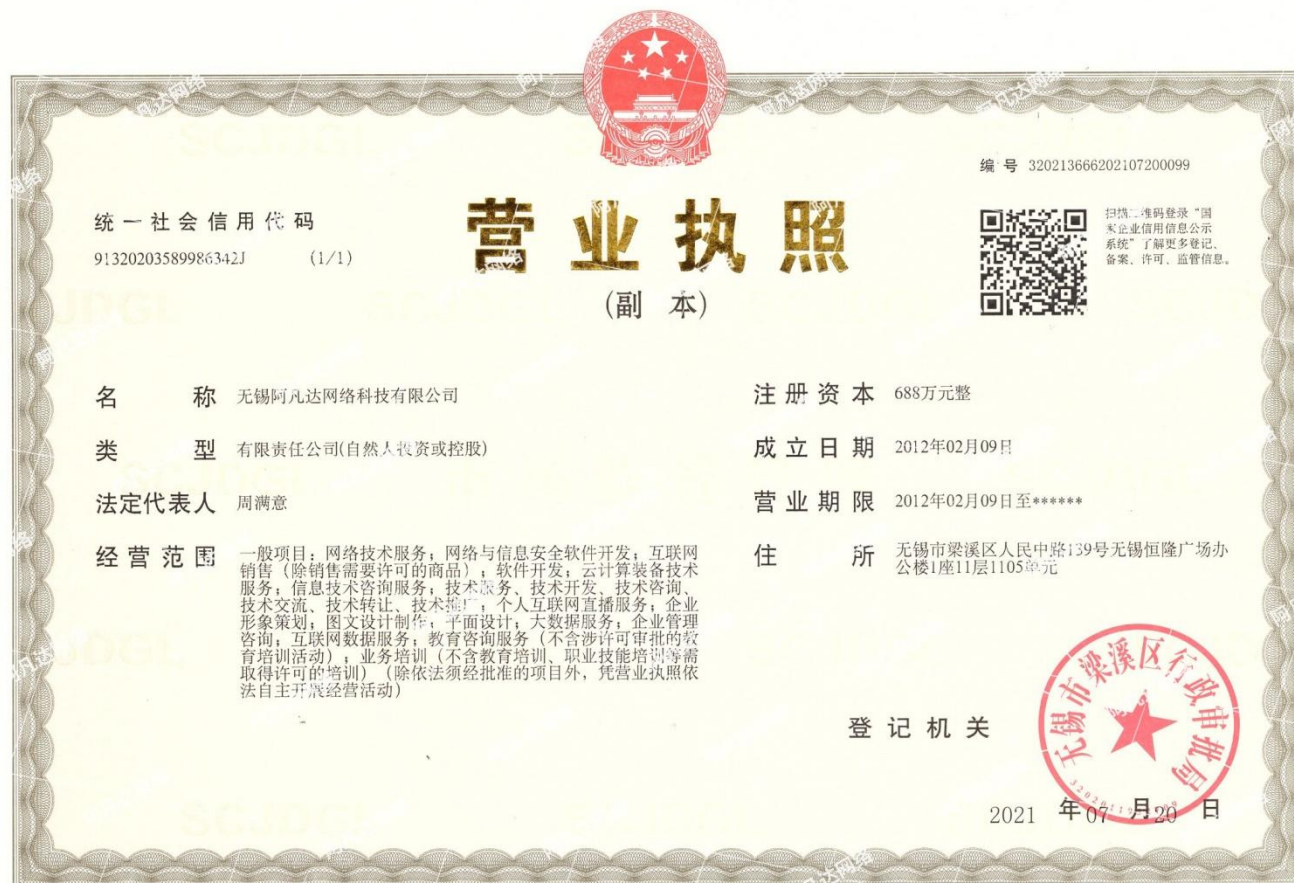 编号 320213666202107200099
统一社会信用代码
91320203589986342J (1/1)
营业执照
(副本)
扫描二维码登录“国
家企业信用信息公示
系统”了解更多登记、
备案、许可、监管信息。
名称 无锡阿凡达网络科技有限公司
类型 有限责任公司(自然人投资或控股)
法定代表人 周满意
经营范围 一般项目；网络技术服务；网络与信息安全软件开发；互联网
销售（除销售需要许可的商品）；软件开发；云计算装备技术
服务；信息技术咨询服务；技术服务、技术开发、技术咨询、
技术交流、技术转让、技术推广；个人互联网直播服务；企业
形象策划；图文设计制作；平面设计；大数据服务；企业管理
咨询；互联网数据服务；教育咨询服务（不含涉许可审批的教
育培训活动）；业务培训（不含教育培训、职业技能培训等需
取得许可的培训）（除依法须经批准的项目外，凭营业执照依
法自主开展经营活动）
注册资本 688万元整
成立日期 2012年02月09日
营业期限 2012年02月09日至******
住所 无锡市梁溪区人民中路139号无锡恒隆广场办
公楼1座11层1105单元
登记机关
无锡市梁溪区行政审批局
2021 年07 月20 日
SCJDGL
阿凡达网络